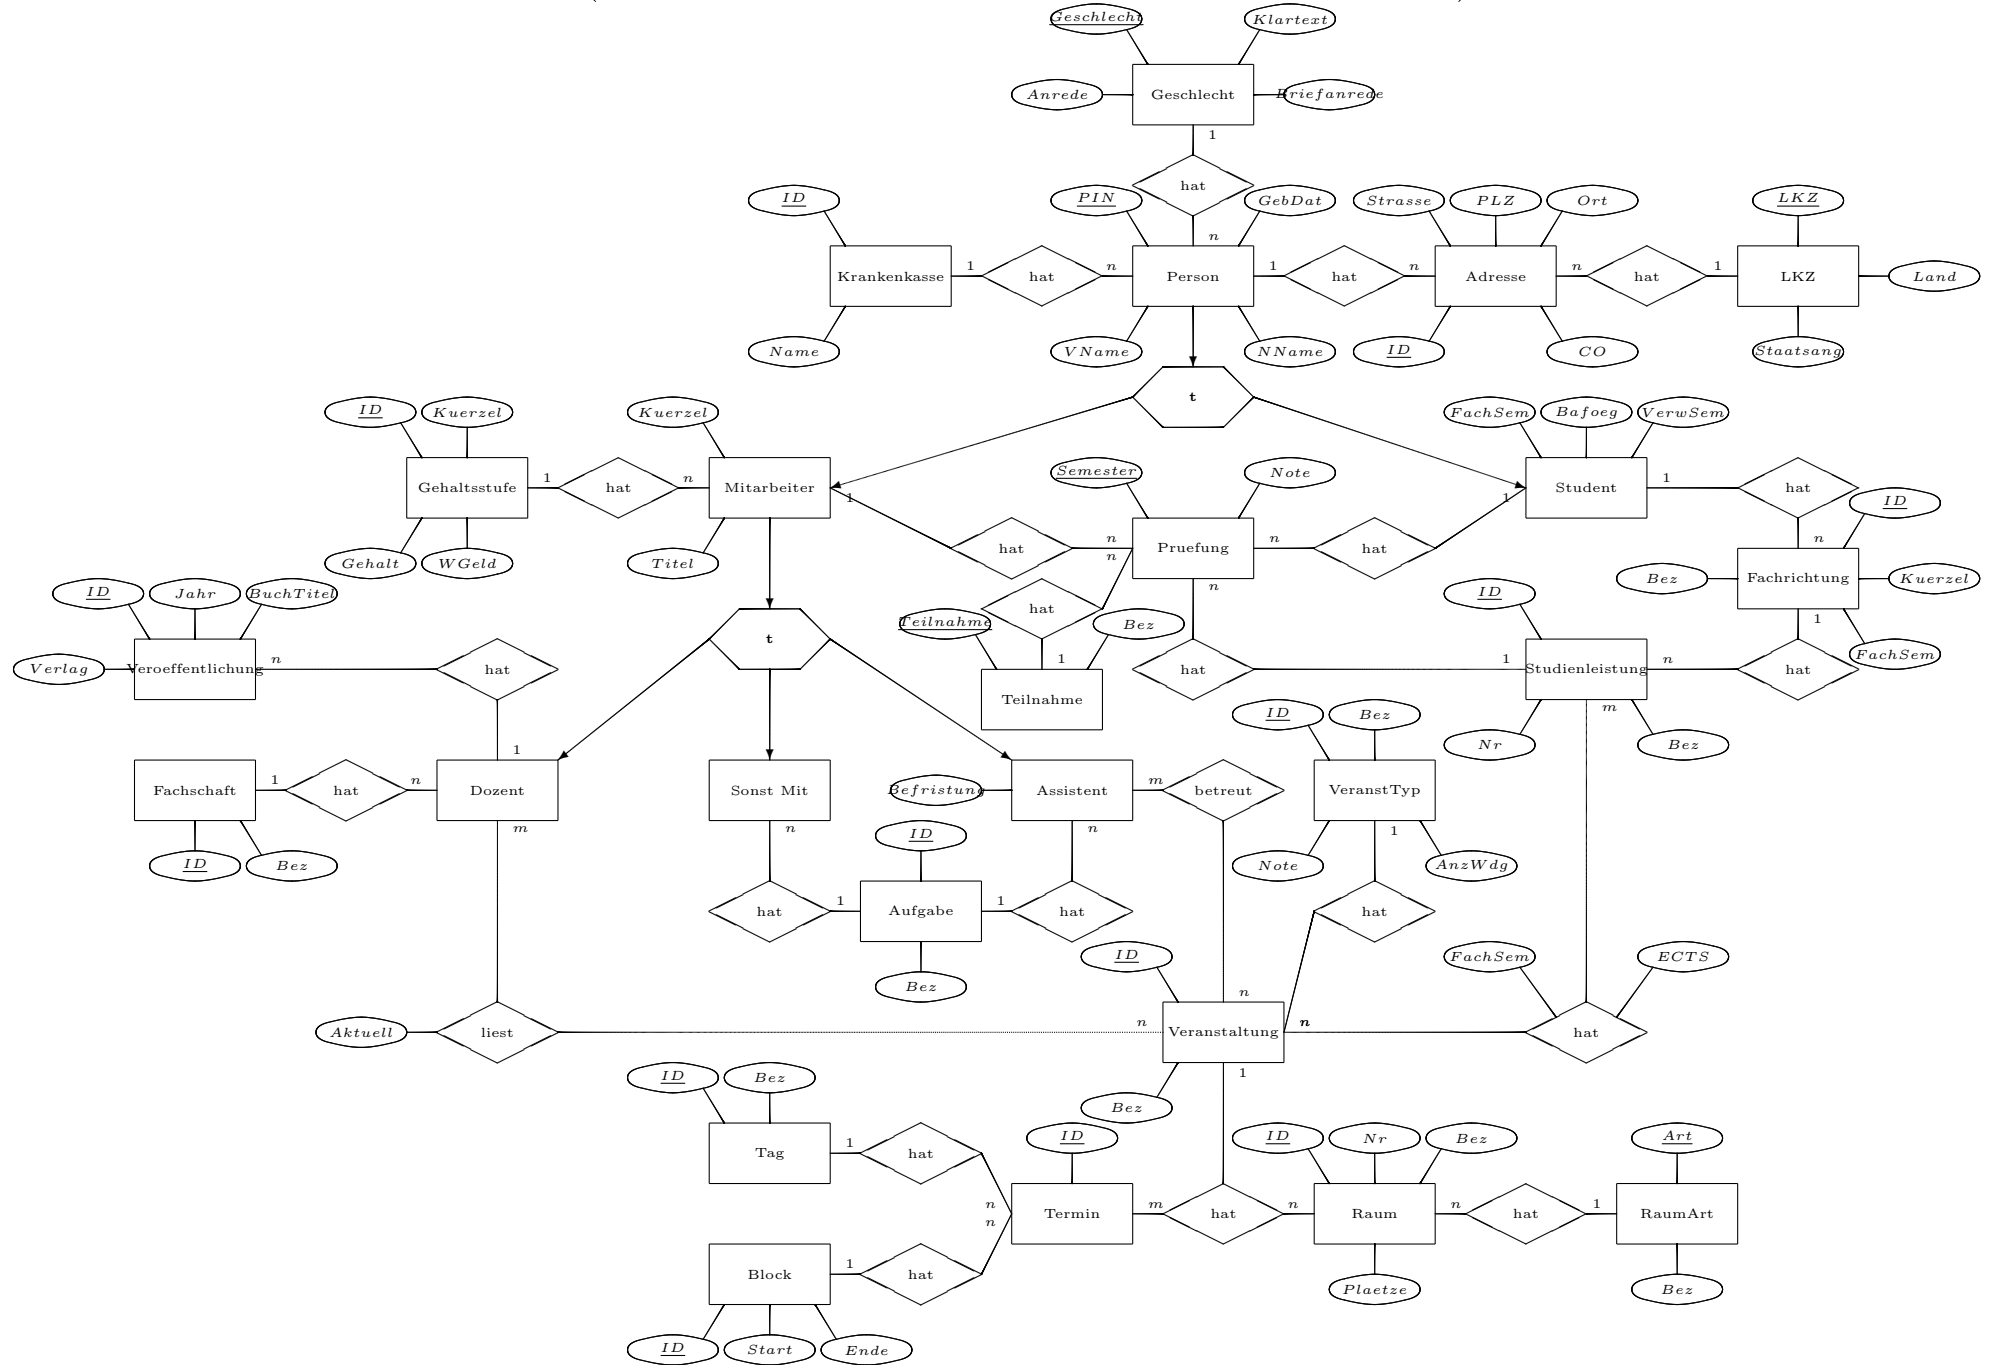 Geschlecht Klartext
Anrede Geschlecht Briefanrede
1
hat
ID PIN GebDat Strasse PLZ Ort LKZ
n
Krankenkasse 1 hat n Person 1 hat n Adresse n hat 1 LKZ Land
Name VName NName ID CO Staatsang
t
ID Kuerzel Kuerzel FachSem Bafoeg VerwSem
Semester Note
Gehaltsstufe 1 hat n Mitarbeiter 1 1 Student 1 hat
ID
hat n Pruefung n hat n
n
Gehalt WGeld Titel
Bez Fachrichtung Kuerzel
ID Jahr BuchTitel n ID
hat
Teilnahme Bez 1
t
Verlag Veroeffentlichung n hat 1 hat 1 Studienleistung n hat FachSem
Teilnahme m
ID Bez
1 Nr Bez
Fachschaft 1 hat n Dozent Sonst Mit Befristung Assistent m betreut VeranstTyp
m n n 1
ID
ID Bez Note AnzWdg
hat 1 Aufgabe 1 hat hat
ID FachSem ECTS
Bez
n
Aktuell liest n Veranstaltung n hat
1
ID Bez
Bez
ID ID Nr Bez Art
Tag 1 hat
n
Termin m hat n Raum n hat 1 RaumArt
n
Block 1 hat
Plaetze Bez
ID Start Ende